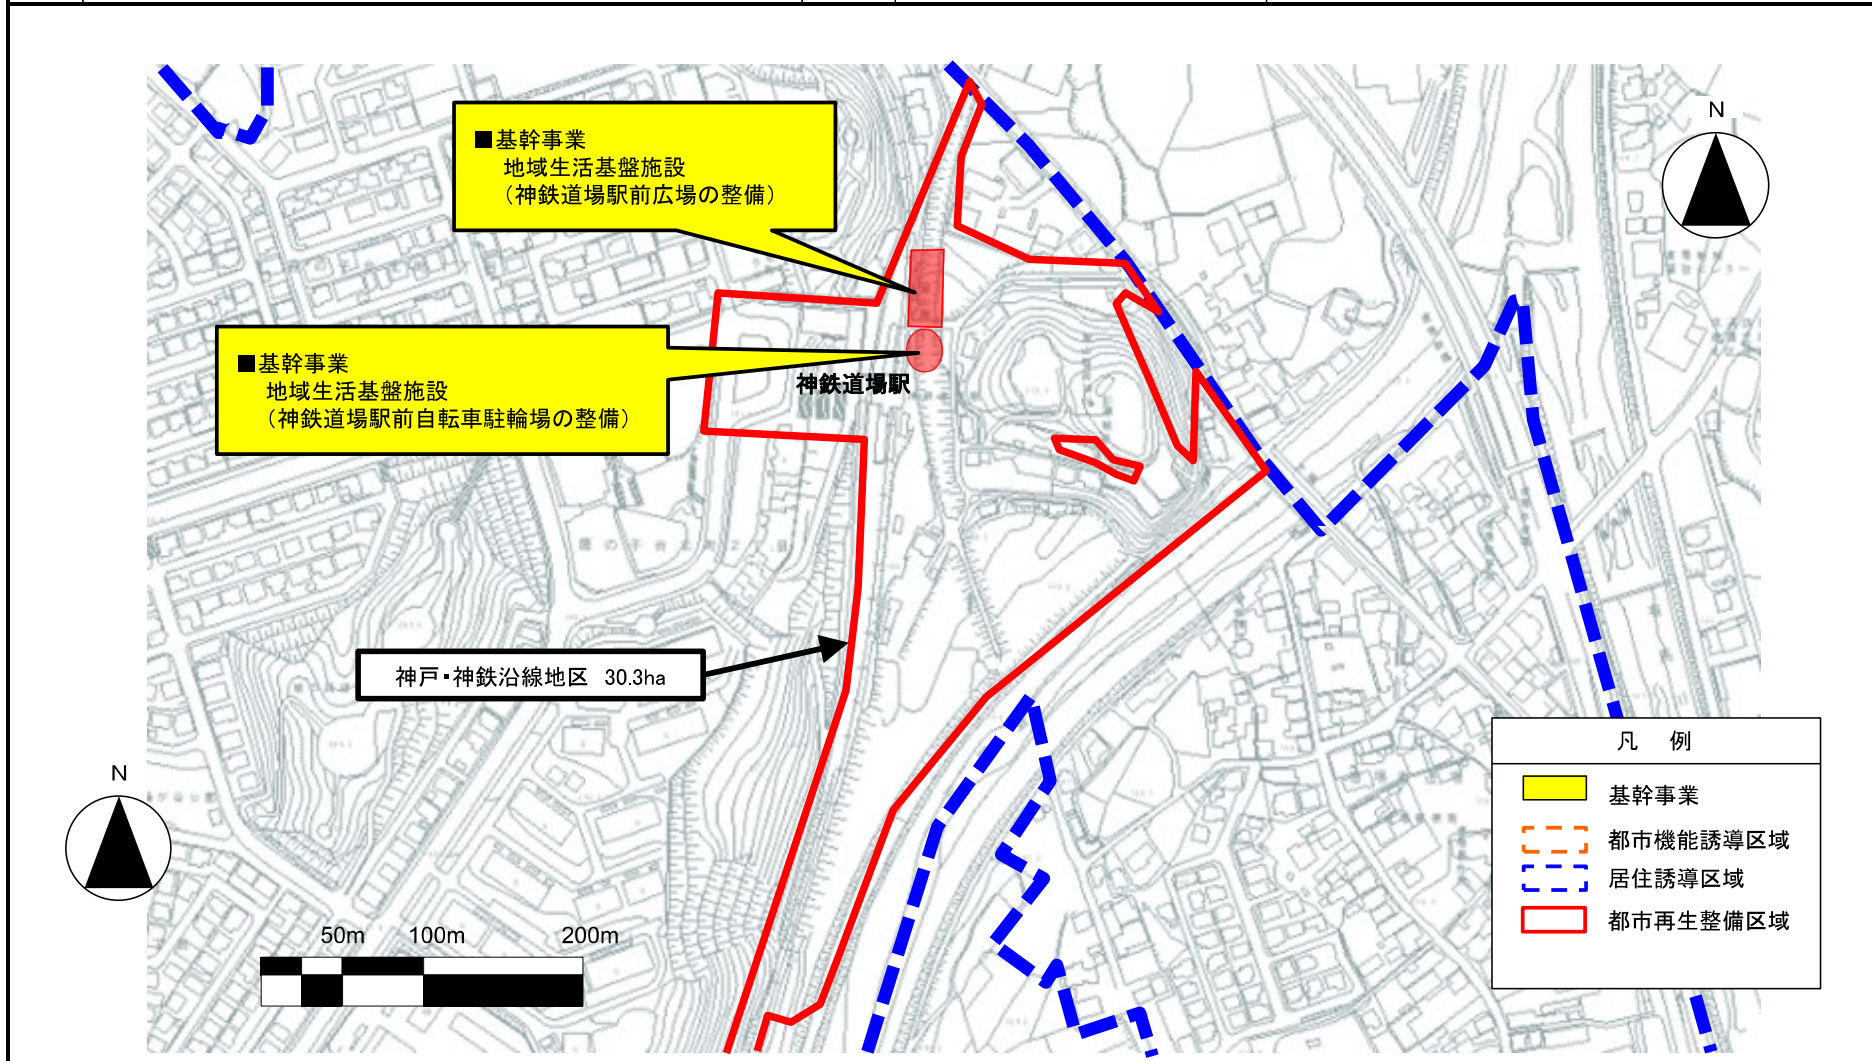 N
■基幹事業
地域生活基盤施設
（神鉄道場駅前広場の整備）
■基幹事業
地域生活基盤施設
（神鉄道場駅前自転車駐輪場の整備）
神鉄道場駅
神戸・神鉄沿線地区 30.3ha
N
50m 100m 200m
凡 例
基幹事業
都市機能誘導区域
居住誘導区域
都市再生整備区域